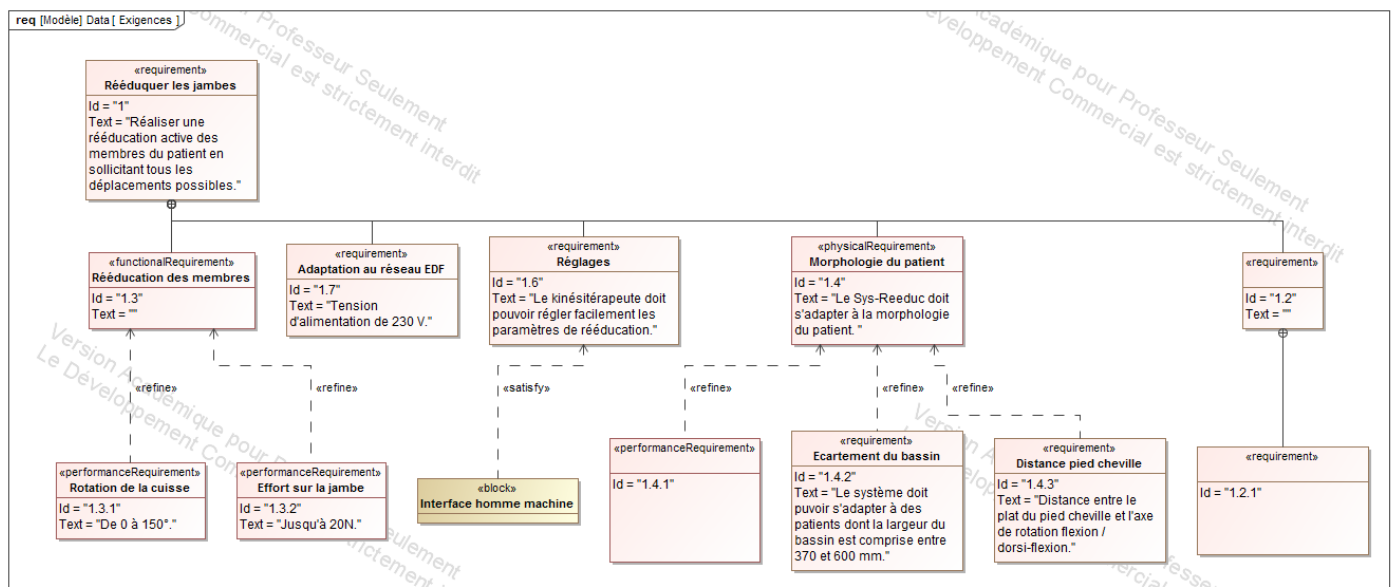 req [Modèle] Data [ Exigences ]
Version Académique pour Professeur Seulement
Le Développement Commercial est strictement interdit
«requirement»
Rééduquer les jambes
Id = "1"
Text = "Réaliser une
rééducation active des
membres du patient en
sollicitant tous les
déplacements possibles."
«functionalRequirement»
Rééducation des membres
Id = "1.3"
Text = ""
«requirement»
Adaptation au réseau EDF
Id = "1.7"
Text = "Tension
d'alimentation de 230 V."
«requirement»
Réglages
Id = "1.6"
Text = "Le kinésitérapeute doit
pouvoir régler facilement les
paramètres de rééducation."
«physicalRequirement»
Morphologie du patient
Id = "1.4"
Text = "Le Sys-Reeduc doit
s'adapter à la morphologie
du patient. "
«requirement»
Id = "1.2"
Text = ""
«refine»
«refine»
«satisfy»
«refine»
«refine»
«refine»
«performanceRequirement»
Rotation de la cuisse
Id = "1.3.1"
Text = "De 0 à 150°."
«performanceRequirement»
Effort sur la jambe
Id = "1.3.2"
Text = "Jusqu'à 20N."
«block»
Interface homme machine
«performanceRequirement»
Id = "1.4.1"
«requirement»
Ecartement du bassin
Id = "1.4.2"
Text = "Le système doit
puvoir s'adapter à des
patients dont la largeur du
bassin est comprise entre
370 et 600 mm."
«requirement»
Distance pied cheville
Id = "1.4.3"
Text = "Distance entre le
plat du pied cheville et l'axe
de rotation flexion /
dorsi-flexion."
«requirement»
Id = "1.2.1"